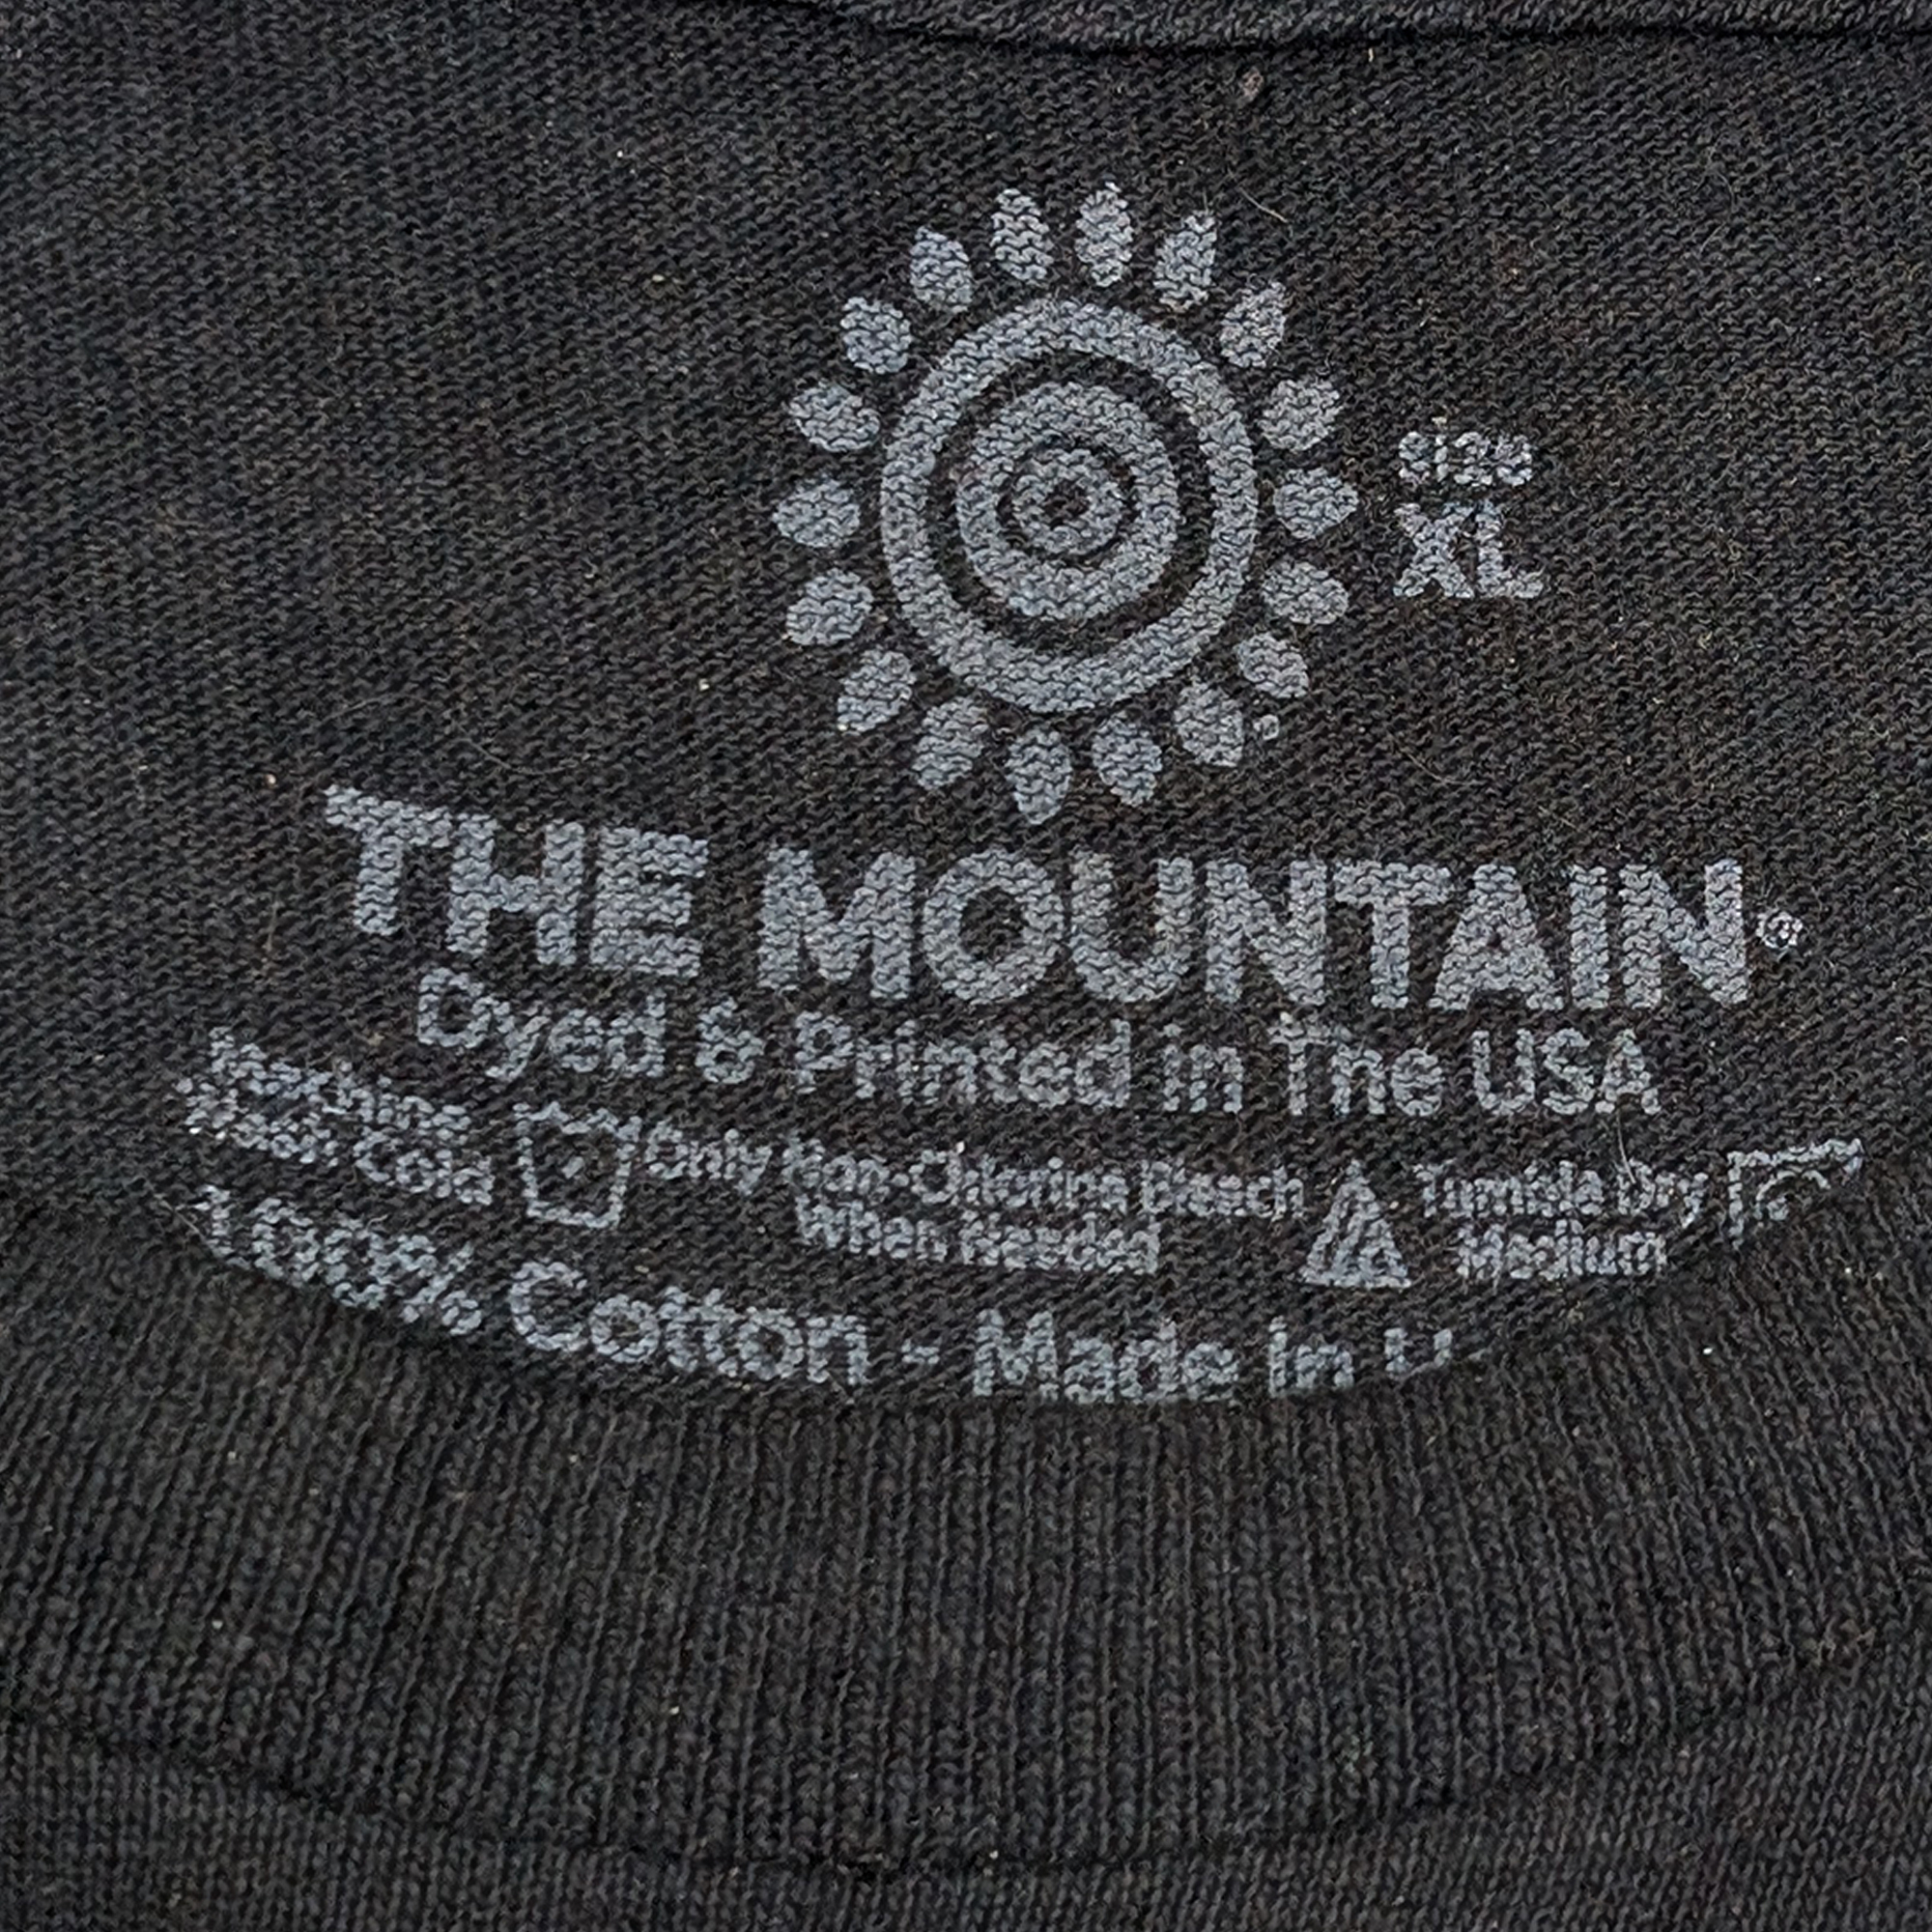 SIZE
XL
THE MOUNTAIN®
Dyed & Printed in The USA
Machine Wash Cold
Only Non-Chlorine Bleach When Needed
Tumble Dry Medium
100% Cotton - Made in